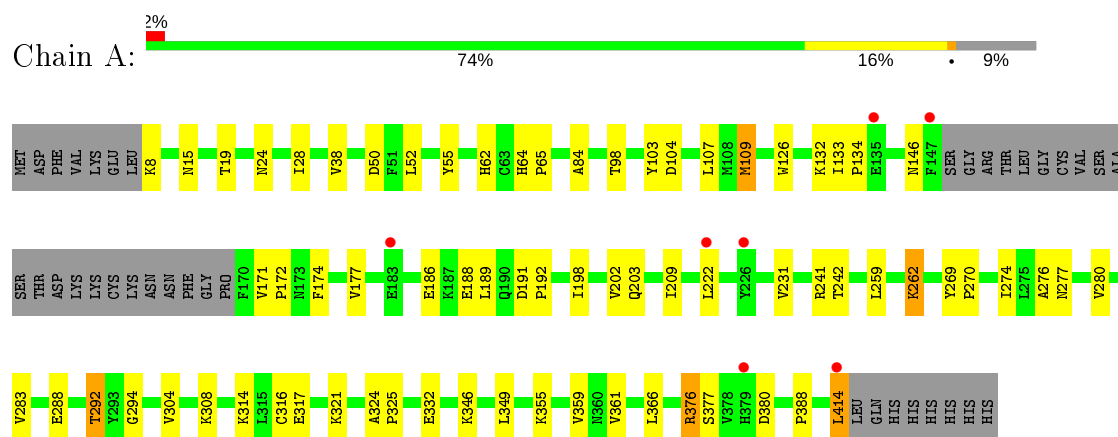 2%
Chain A:
74% 16% • 9%
MET ASP PHE VAL LYS GLU LEU K8 N15 T19 N24 I28 V38 D50 F51 L52 Y55 H62 C63 H64 P65 A84 T98 Y103 D104 L107 M108 M109 W126 K132 I133 P134 E135 N146 F147 SER GLY ARG THR LEU GLY CYS VAL SER ALA
SER THR ASP LYS LYS CYS LYS ASN ASN PHE GLY PRO F170 V171 P172 N173 F174 V177 E183 E186 K187 E188 L189 Q190 D191 P192 I198 V202 Q203 I209 L222 Y226 V231 R241 T242 L259 K262 Y269 P270 I274 L275 A276 N277 V280
V283 E288 T292 Y293 G294 V304 K308 K314 L315 C316 E317 K321 A324 P325 E332 K346 L349 K355 V359 N360 V361 L366 R376 S377 V378 H379 D380 P388 L414 LEU GLN HIS HIS HIS HIS HIS HIS